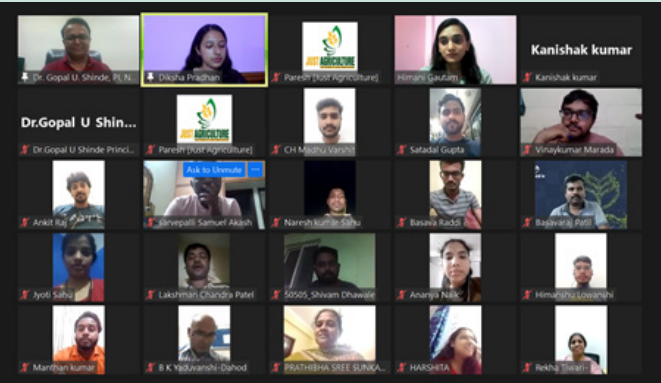 Dr. Gopal U. Shinde, PI, N...
Diksha Pradhan
JUST AGRICULTURE
Paresh [Just Agriculture]
Himani Gautam
Kanishak kumar
Kanishak kumar
Dr.Gopal U Shin...
Dr.Gopal U Shinde Princi...
JUST AGRICULTURE
Paresh [Just Agriculture]
CH Madhu Varshit
Satadal Gupta
Vinaykumar Marada
Ankit Raj
Ask to Unmute ...
sarvepalli Samuel Akash
Naresh kumar Sahu
Basava Raddi
Basavaraj Patil
Jyoti Sahu
Lakshman Chandra Patel
50505_Shivam Dhawale
Ananya Naik
Himanshu Lowanshi
Manthan kumar
B K Yaduvanshi-Dahod
PRATHIBHA SREE SUNKA...
HARSHITA
Rekha Tiwari-